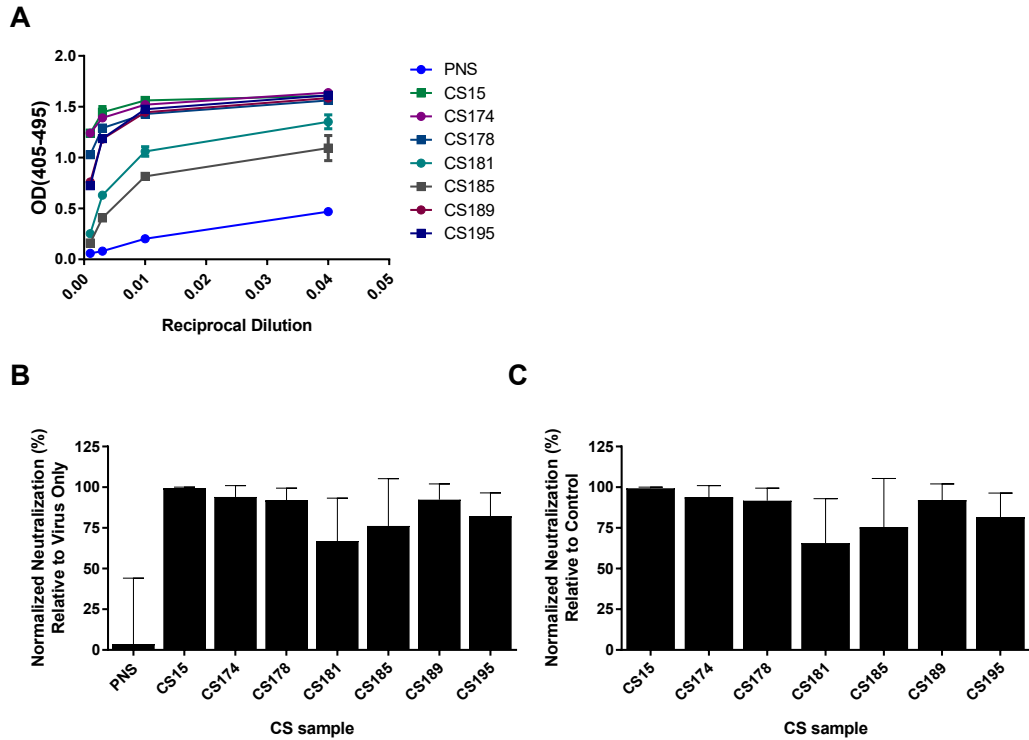 A
OD(405-495)
2.0
1.5
1.0
0.5
0.0
0.00
0.01
0.02
0.03
0.04
0.05
Reciprocal Dilution
PNS
CS15
CS174
CS178
CS181
CS185
CS189
CS195
B
Normalized Neutralization (%)
Relative to Virus Only
125
100
75
50
25
0
PNS
CS15
CS174
CS178
CS181
CS185
CS189
CS195
CS sample
C
Normalized Neutralization (%)
Relative to Control
125
100
75
50
25
0
CS15
CS174
CS178
CS181
CS185
CS189
CS195
CS sample